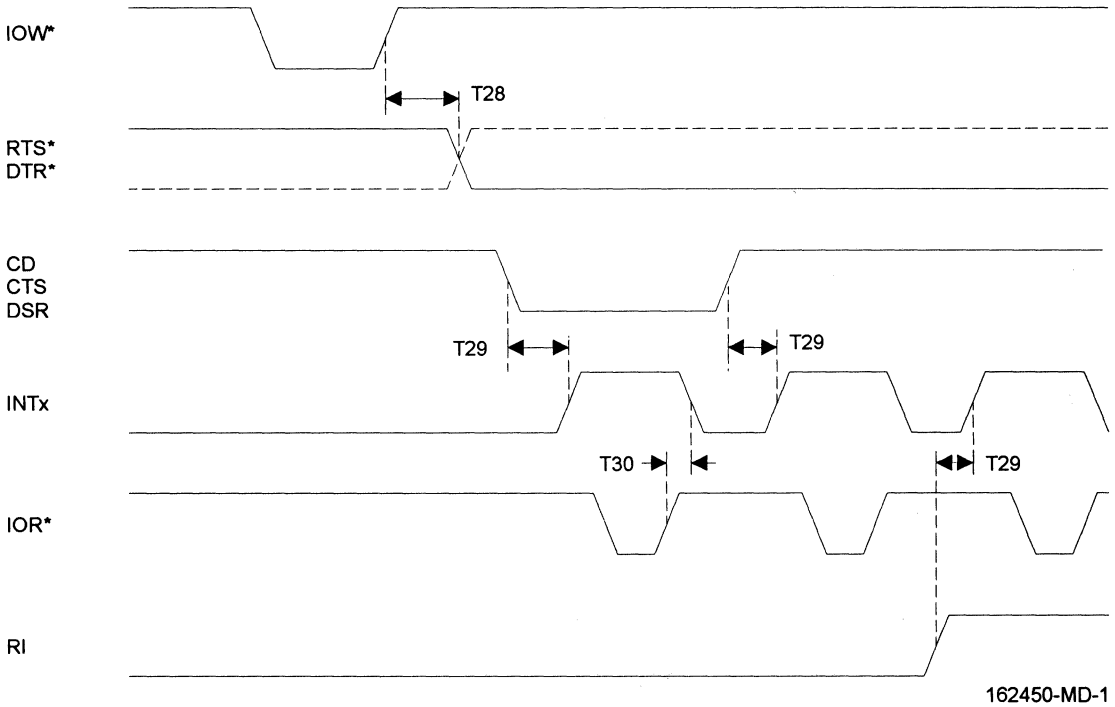 IOW*
T28
RTS*
DTR*
CD
CTS
DSR
T29
T29
INTx
T30
T29
IOR*
RI
162450-MD-1